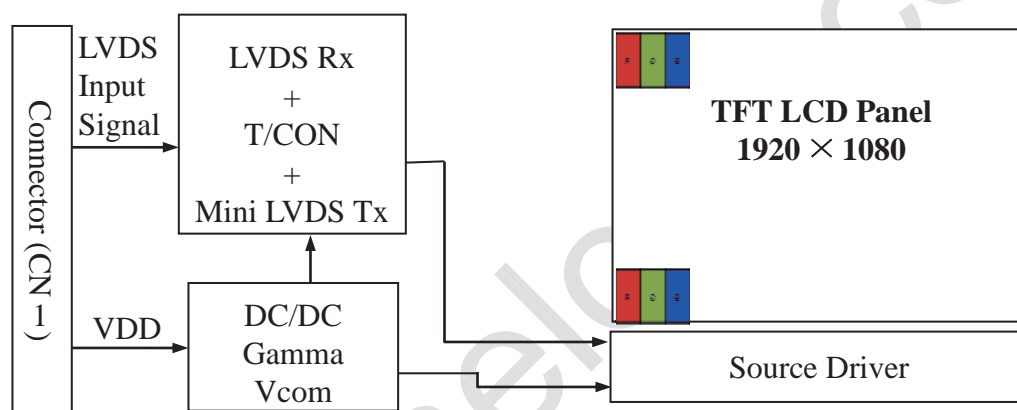 Connector (CN
1)
LVDS
Input
Signal
VDD
LVDS Rx
+
T/CON
+
Mini LVDS Tx
DC/DC
Gamma
Vcom
R G B
TFT LCD Panel
1920 × 1080
R G B
Source Driver